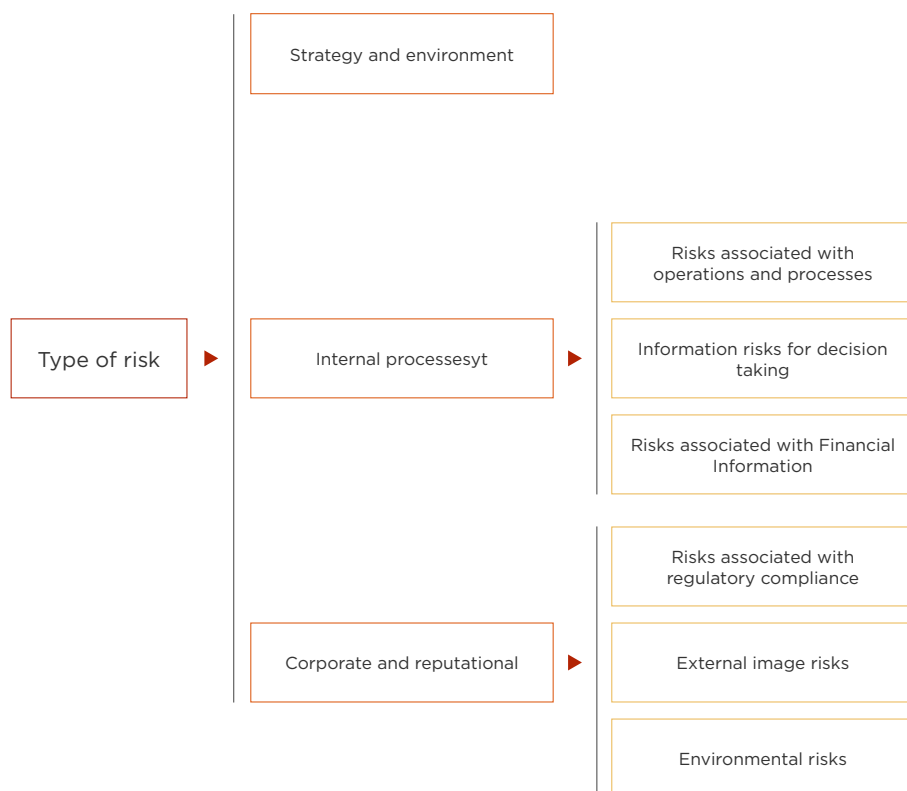 Strategy and environment
Risks associated with
operations and processes
Type of risk
Internal processesyt
Information risks for decision
taking
Risks associated with Financial
Information
Risks associated with
regulatory compliance
Corporate and reputational
External image risks
Environmental risks